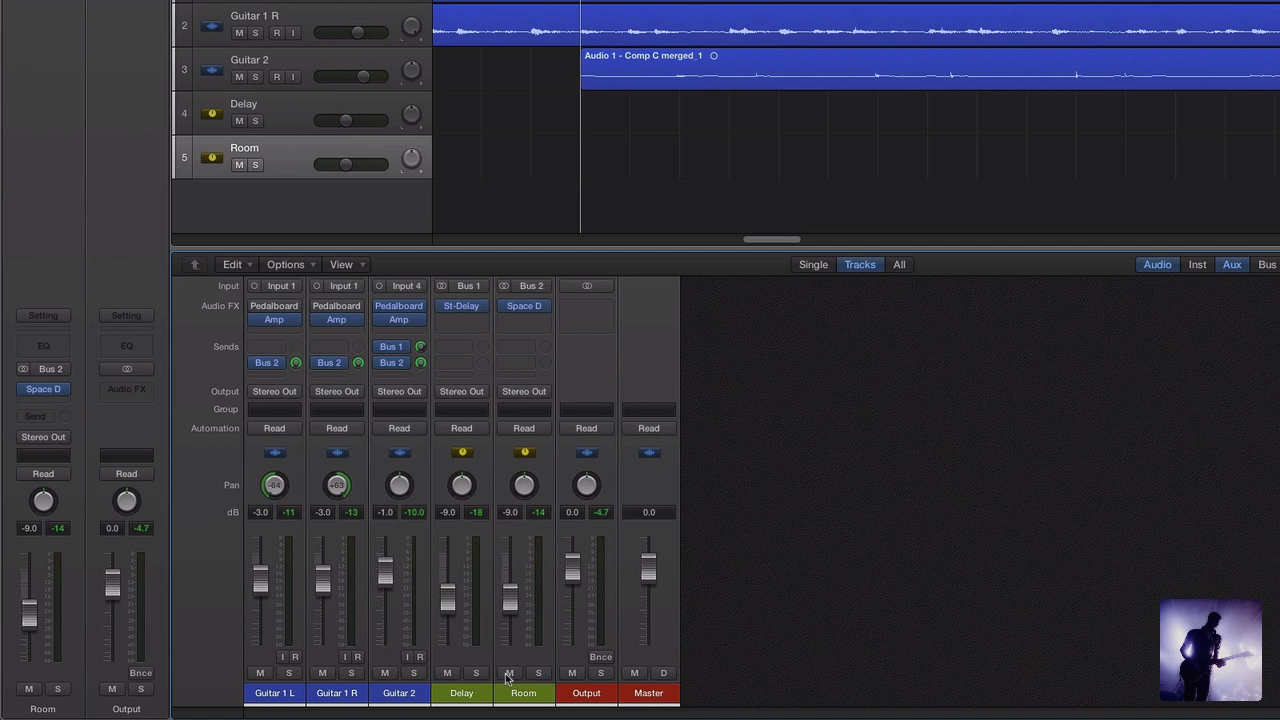 2 Guitar 1 R
M S R I
Audio 1 - Comp C merged_1
3 Guitar 2
M S R I
4 Delay
M S
5 Room
M S
Edit Options View Single Tracks All Audio Inst Aux Bus
Input Input 1 Input 1 Input 4 Bus 1 Bus 2
Audio FX Pedalboard Pedalboard Pedalboard St-Delay Space D
Amp Amp Amp
Sends Bus 1
Bus 2 Bus 2 Bus 2
Output Stereo Out Stereo Out Stereo Out Stereo Out Stereo Out
Group
Automation Read Read Read Read Read Read Read
Pan -64 +63
dB -3.0 -11 -3.0 -13 -1.0 -10.0 -9.0 -18 -9.0 -14 0.0 -4.7 0.0
I R I R I R Bnce
M S M S M S M S M S M S M D
Guitar 1 L Guitar 1 R Guitar 2 Delay Room Output Master
Setting Setting
EQ EQ
Bus 2
Space D Audio FX
Send
Stereo Out
Read Read
-9.0 -14 0.0 -4.7
Bnce
M S M S
Room Output